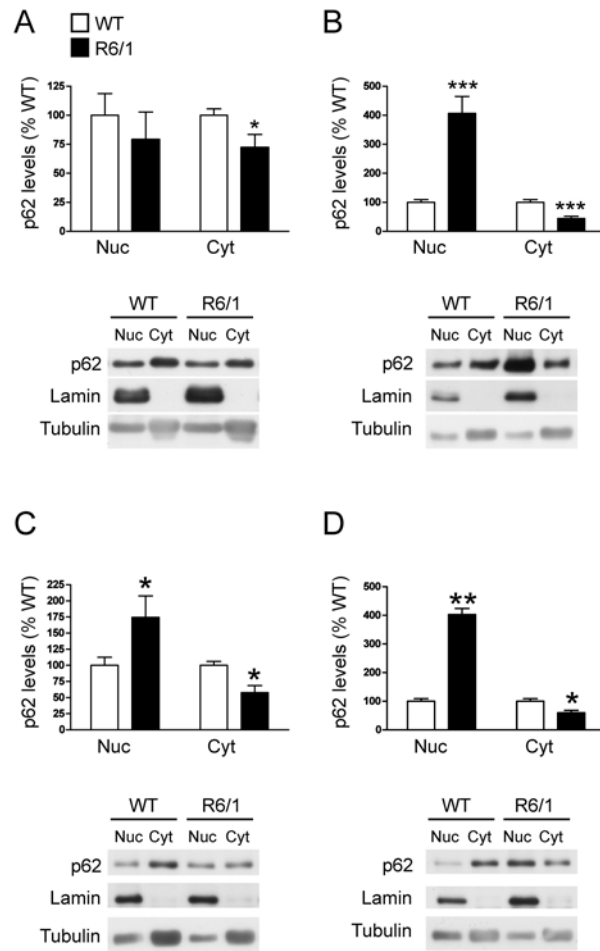 A
WT
R6/1
p62 levels (% WT)
125
100
75
50
25
0
*
Nuc
Cyt
WT
R6/1
Nuc Cyt Nuc Cyt
p62
Lamin
Tubulin
B
p62 levels (% WT)
500
400
300
200
100
0
***
***
Nuc
Cyt
WT
R6/1
Nuc Cyt Nuc Cyt
p62
Lamin
Tubulin
C
p62 levels (% WT)
225
200
175
150
125
100
75
50
25
0
*
*
Nuc
Cyt
WT
R6/1
Nuc Cyt Nuc Cyt
p62
Lamin
Tubulin
D
p62 levels (% WT)
500
400
300
200
100
0
**
*
Nuc
Cyt
WT
R6/1
Nuc Cyt Nuc Cyt
p62
Lamin
Tubulin